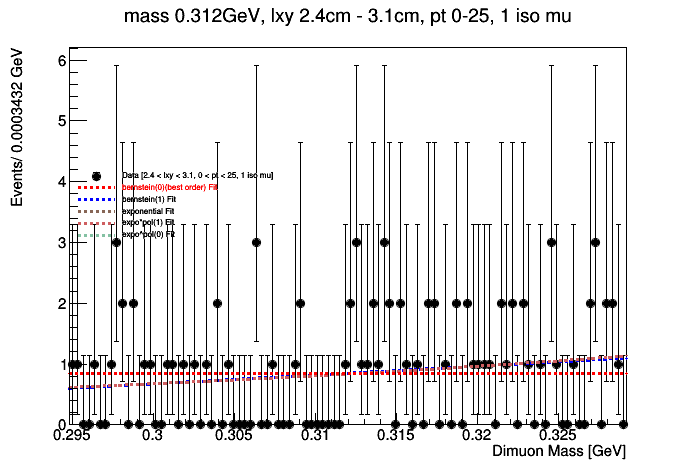 mass 0.312GeV, lxy 2.4cm - 3.1cm, pt 0-25, 1 iso mu
Events/ 0.0003432 GeV
6
5
4
3
2
1
0
Data [2.4 < lxy < 3.1, 0 < pt < 25, 1 iso mu]
bernstein(0)(best order) Fit
bernstein(1) Fit
exponential Fit
expo*pol(1) Fit
expo*pol(0) Fit
0.295 0.3 0.305 0.31 0.315 0.32 0.325
Dimuon Mass [GeV]